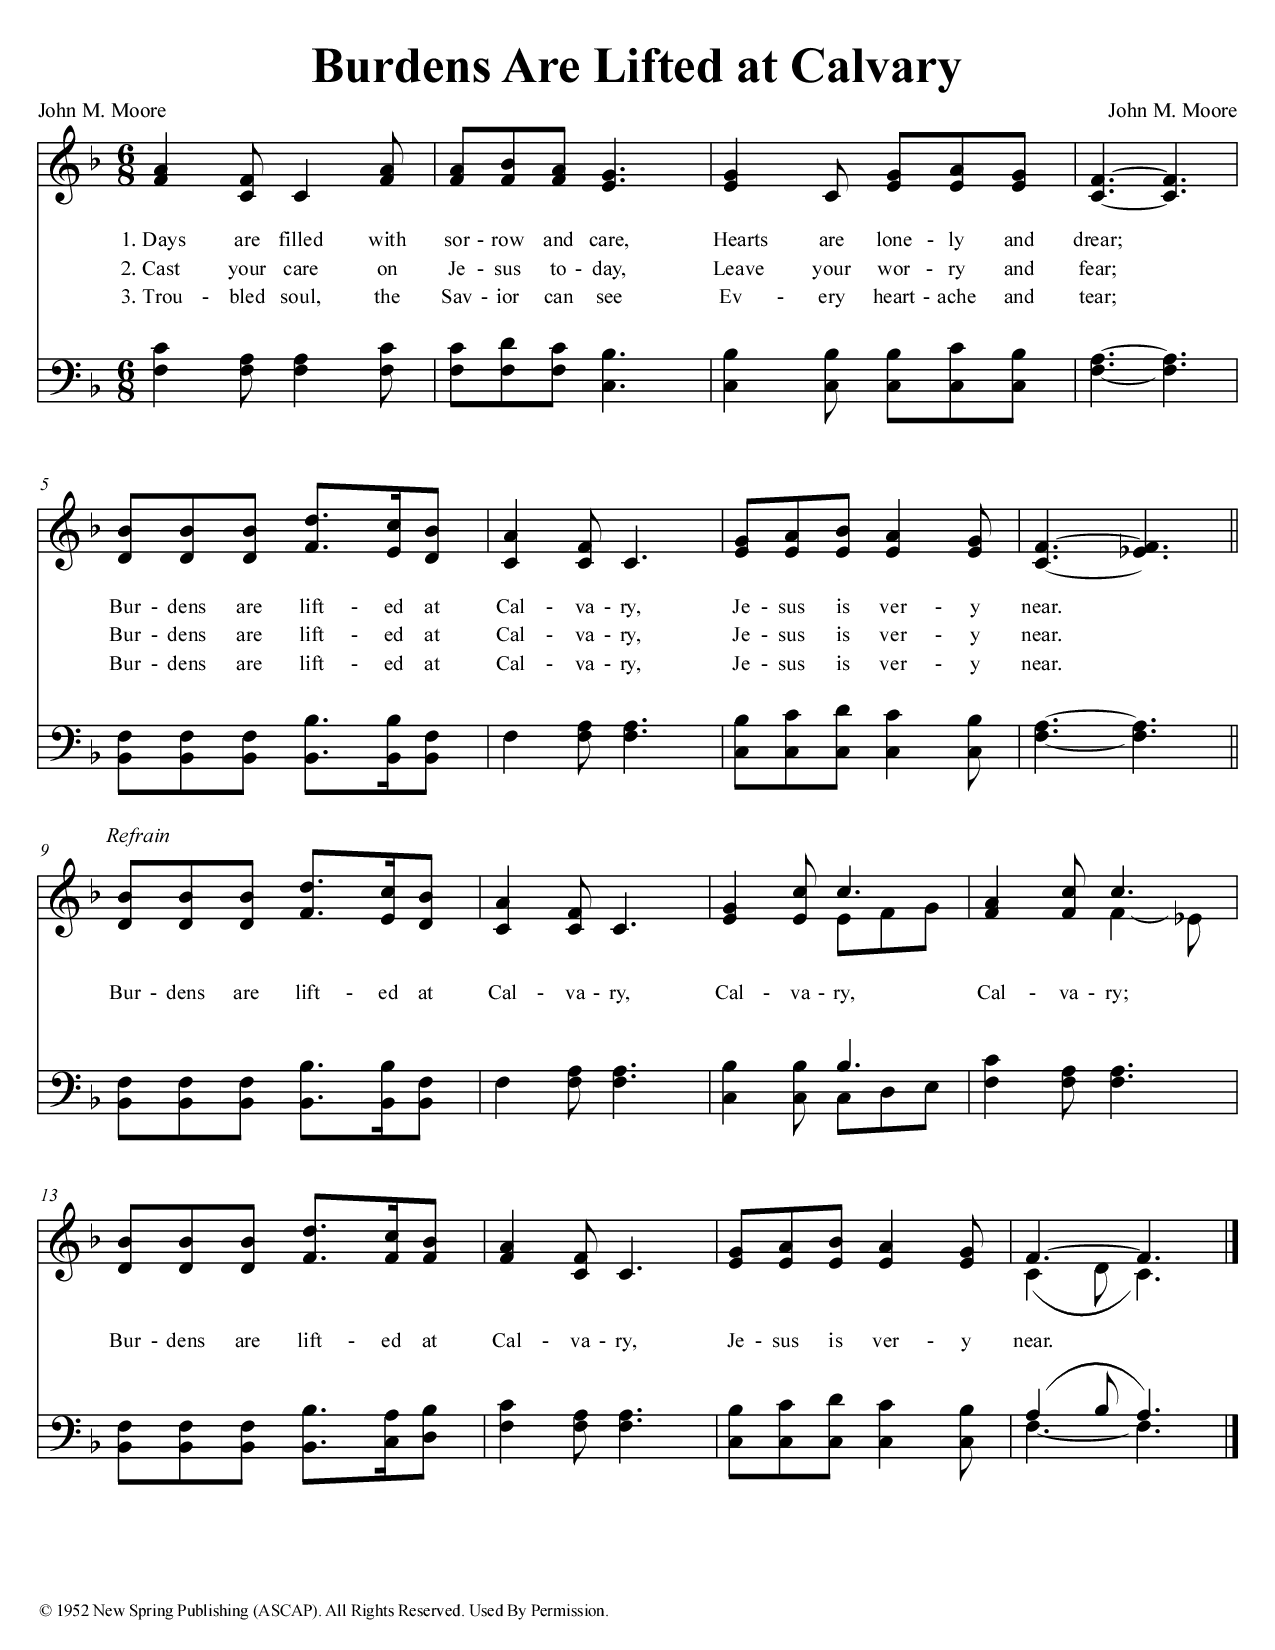 Burdens Are Lifted at Calvary
John M. Moore John M. Moore
6 8
1. Days are filled with sor - row and care, Hearts are lone - ly and drear;
2. Cast your care on Je - sus to - day, Leave your wor - ry and fear;
3. Trou - bled soul, the Sav - ior can see Ev - ery heart - ache and tear;
6 8
5
Bur - dens are lift - ed at Cal - va - ry, Je - sus is ver - y near.
Bur - dens are lift - ed at Cal - va - ry, Je - sus is ver - y near.
Bur - dens are lift - ed at Cal - va - ry, Je - sus is ver - y near.
Refrain
9
Bur - dens are lift - ed at Cal - va - ry, Cal - va - ry, Cal - va - ry;
13
Bur - dens are lift - ed at Cal - va - ry, Je - sus is ver - y near.
© 1952 New Spring Publishing (ASCAP). All Rights Reserved. Used By Permission.